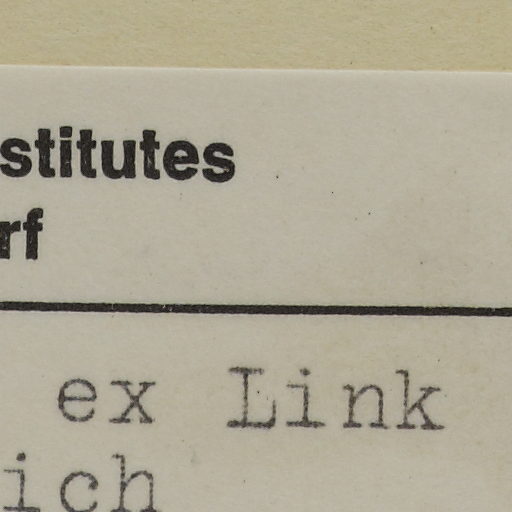 stitutes
rf
ex Link
ich